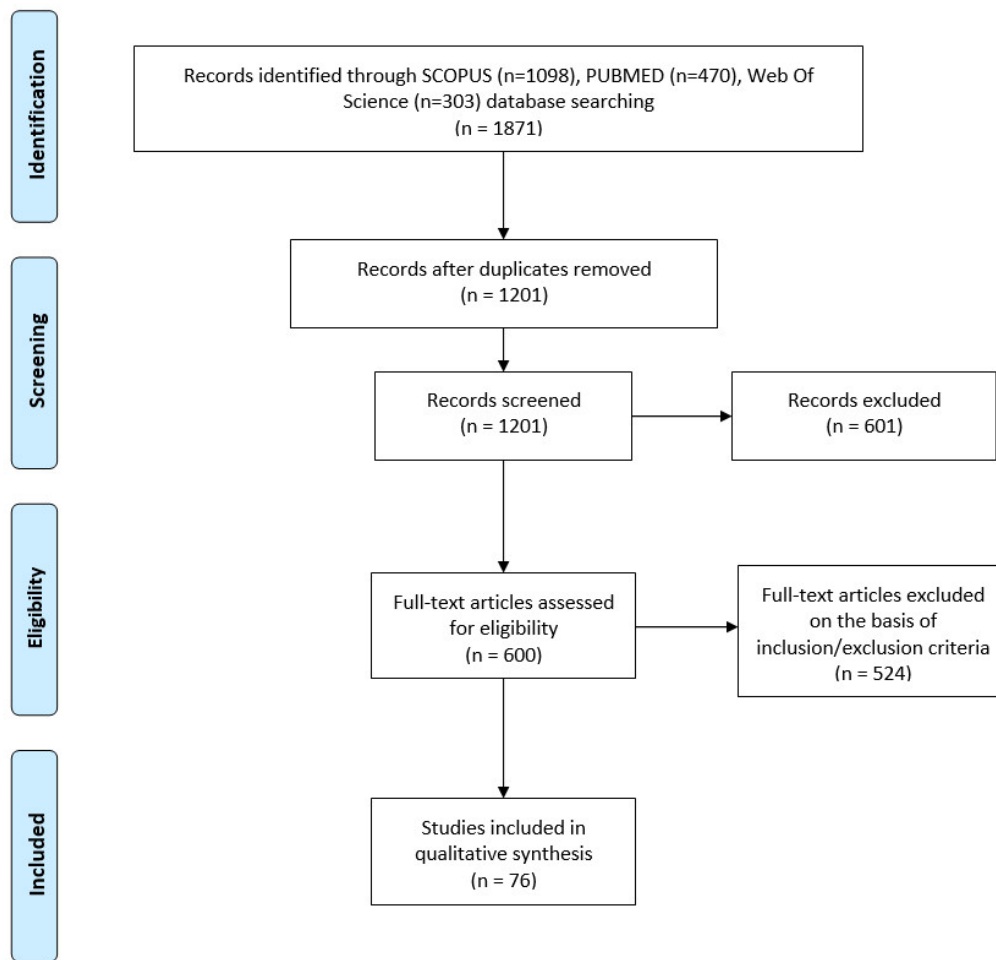 Identification
Records identified through SCOPUS (n=1098), PUBMED (n=470), Web Of
Science (n=303) database searching
(n = 1871)
Screening
Records after duplicates removed
(n = 1201)
Records screened
(n = 1201)
Records excluded
(n = 601)
Eligibility
Full-text articles assessed
for eligibility
(n = 600)
Full-text articles excluded
on the basis of
inclusion/exclusion criteria
(n = 524)
Included
Studies included in
qualitative synthesis
(n = 76)